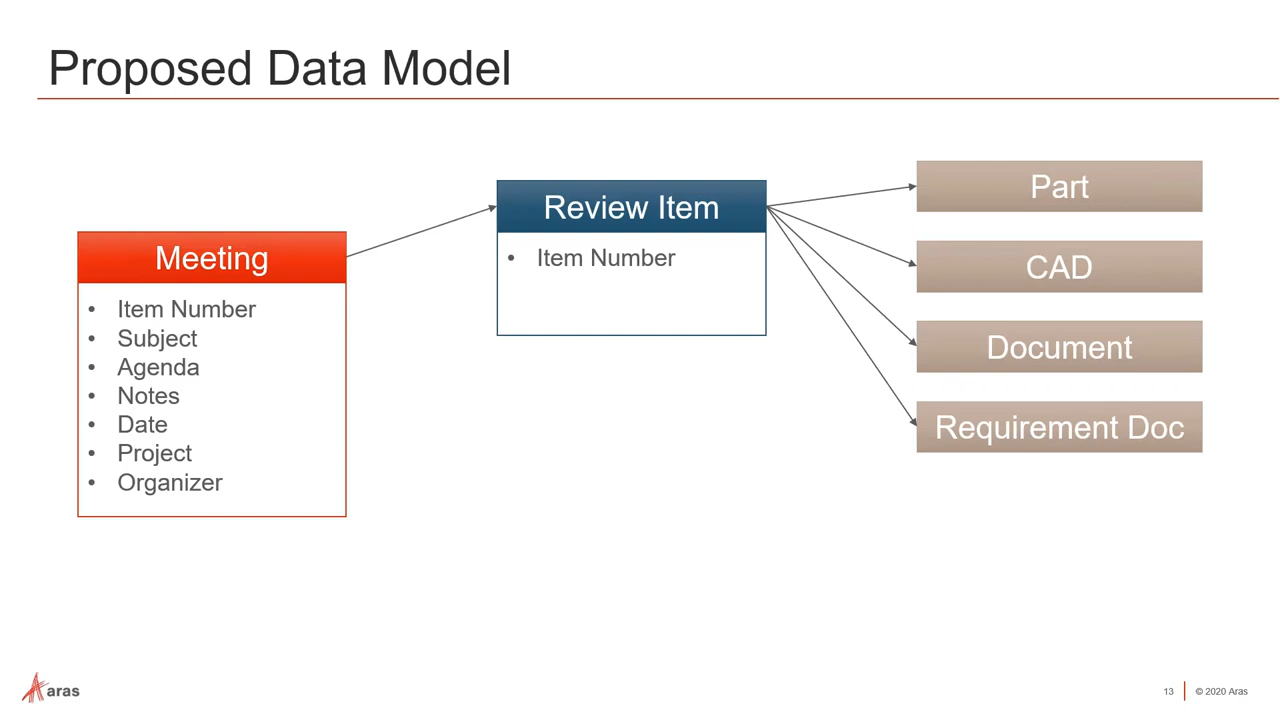 Proposed Data Model
Meeting
• Item Number
• Subject
• Agenda
• Notes
• Date
• Project
• Organizer
Review Item
• Item Number
Part
CAD
Document
Requirement Doc
aras
13
© 2020 Aras